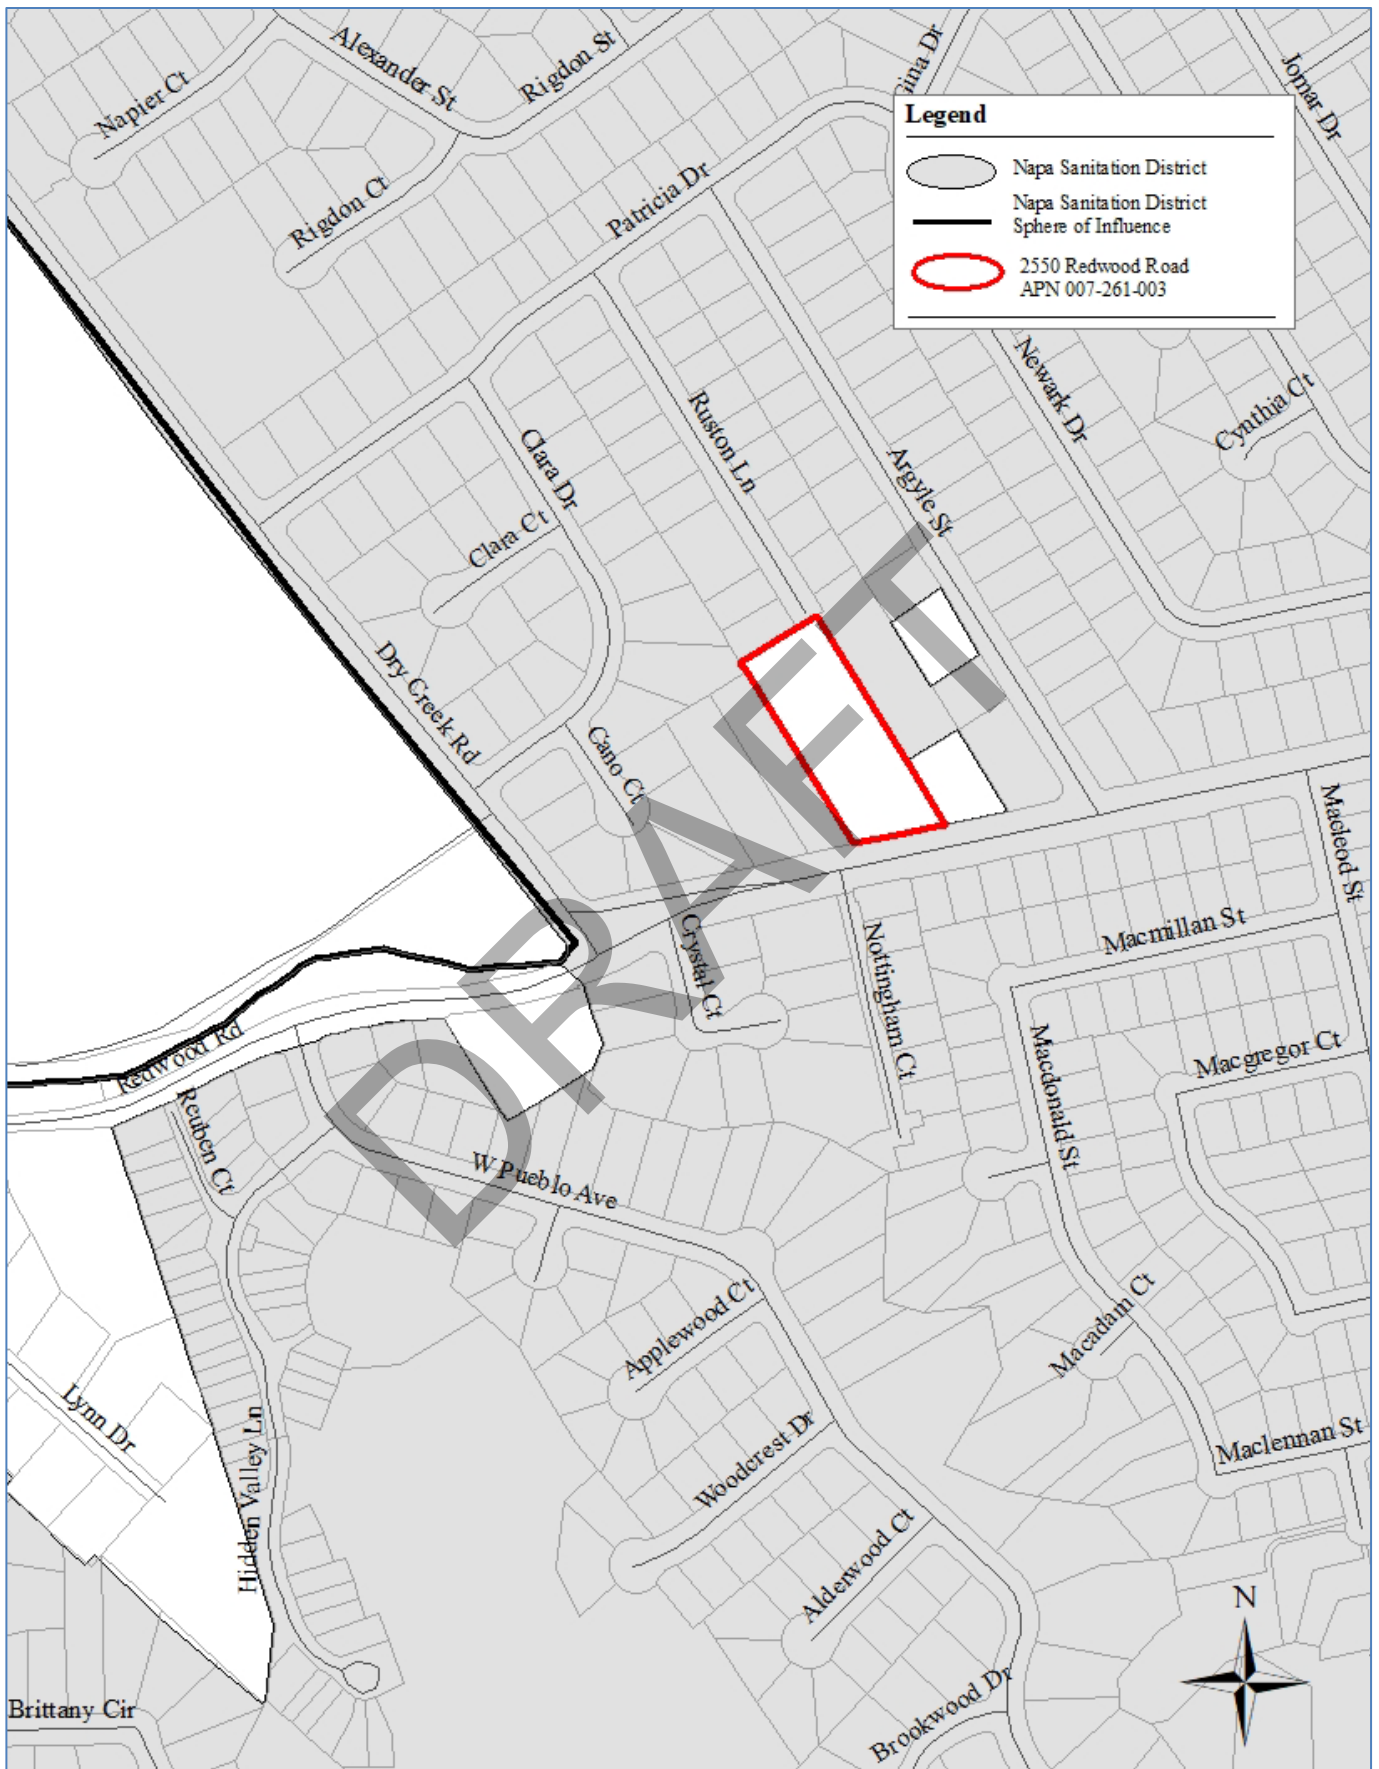 Alexander St
Rigdon St
Napier Ct
Jomar Dr
Legend
Napa Sanitation District
Napa Sanitation District
Sphere of Influence
2550 Redwood Road
APN 007-261-003
Rigdon Ct
Patricia Dr
Newark Dr
Cynthia Ct
Ruston Ln
Clara Dr
Argyle St
Clara Ct
Dry Creek Rd
Cano Ct
DRAFT
Macleod St
Crystal Ct
Nottingham Ct
Macmillan St
Redwood Rd
Macdonald St
Macgregor Ct
Reuben Ct
W Pueblo Ave
Applewood Ct
Macadam Ct
Lynn Dr
Hidden Valley Ln
Woodcrest Dr
Maclennan St
Alderwood Ct
N
Brookwood Dr
Brittany Cir